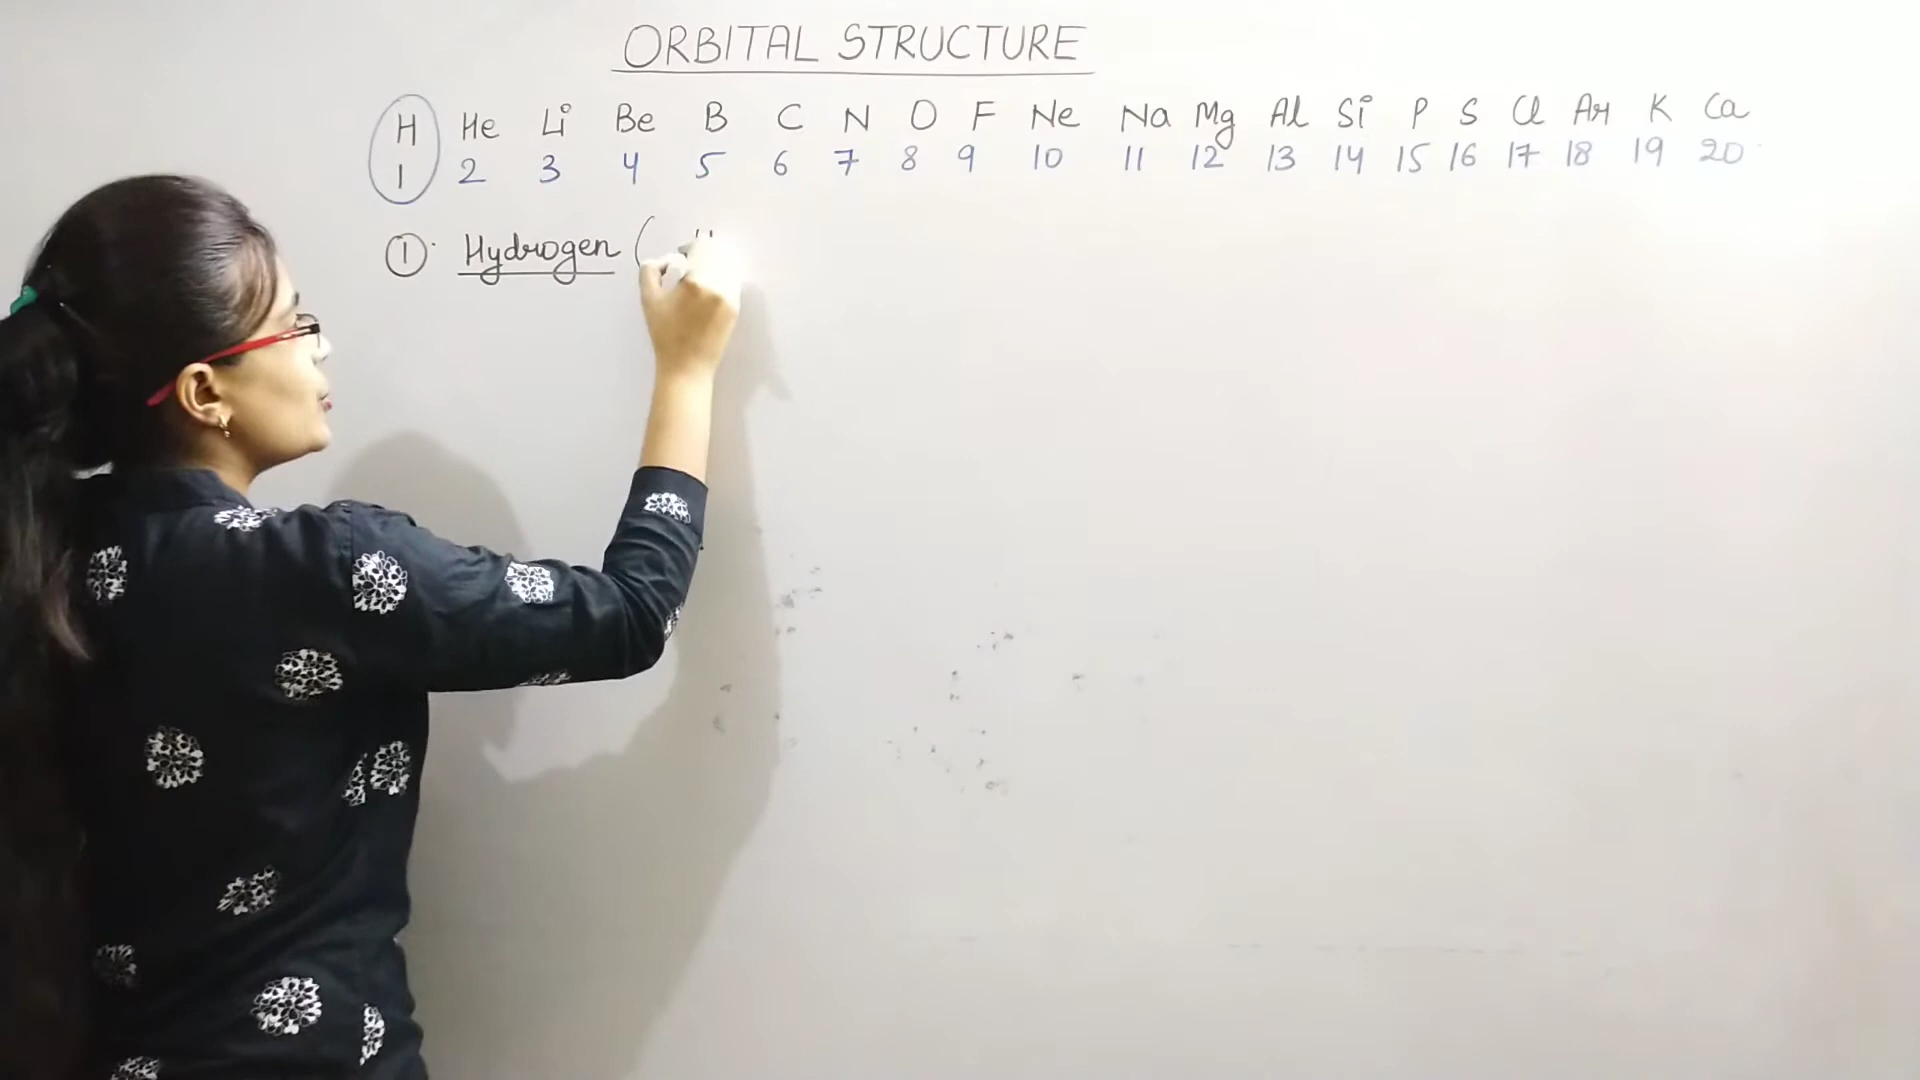 ORBITAL STRUCTURE
H He Li Be B C N O F Ne Na Mg Al Si P S Cl Ar K Ca
1 2 3 4 5 6 7 8 9 10 11 12 13 14 15 16 17 18 19 20
① Hydrogen (